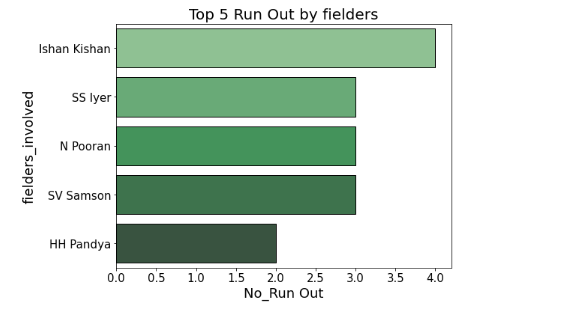 Top 5 Run Out by fielders
fielders_involved
Ishan Kishan
SS Iyer
N Pooran
SV Samson
HH Pandya
0.0 0.5 1.0 1.5 2.0 2.5 3.0 3.5 4.0
No_Run Out